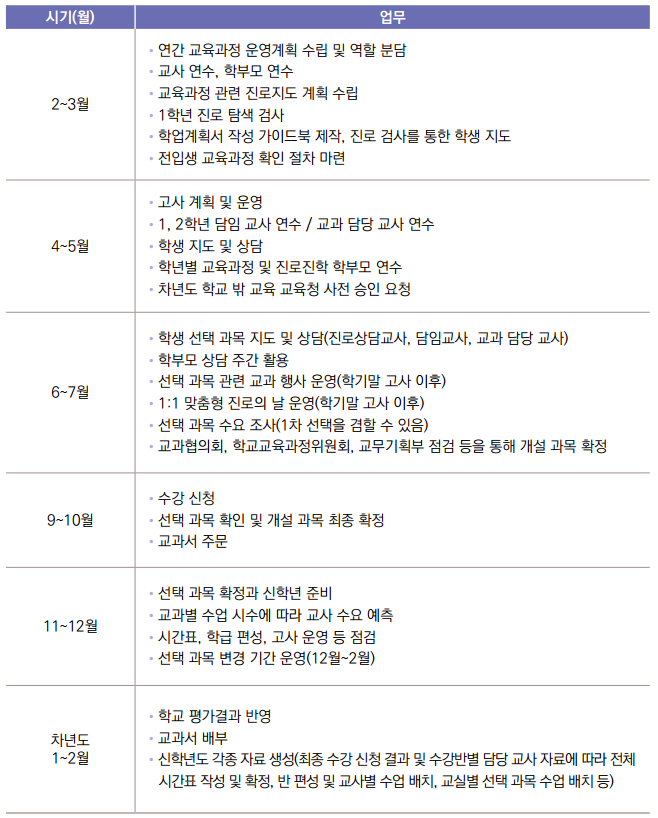 시기(월)
업무
2~3월
• 연간 교육과정 운영계획 수립 및 역할 분담
• 교사 연수, 학부모 연수
• 교육과정 관련 진로지도 계획 수립
• 1학년 진로 탐색 검사
• 학업계획서 작성 가이드북 제작, 진로 검사를 통한 학생 지도
• 전입생 교육과정 확인 절차 마련
4~5월
• 고사 계획 및 운영
• 1, 2학년 담임 교사 연수 / 교과 담당 교사 연수
• 학생 지도 및 상담
• 학년별 교육과정 및 진로진학 학부모 연수
• 차년도 학교 밖 교육 교육청 사전 승인 요청
6~7월
• 학생 선택 과목 지도 및 상담(진로상담교사, 담임교사, 교과 담당 교사)
• 학부모 상담 주간 활용
• 선택 과목 관련 교과 행사 운영(학기말 고사 이후)
• 1:1 맞춤형 진로의 날 운영(학기말 고사 이후)
• 선택 과목 수요 조사(1차 선택을 겸할 수 있음)
• 교과협의회, 학교교육과정위원회, 교무기획부 점검 등을 통해 개설 과목 확정
9~10월
• 수강 신청
• 선택 과목 확인 및 개설 과목 최종 확정
• 교과서 주문
11~12월
• 선택 과목 확정과 신학년 준비
• 교과별 수업 시수에 따라 교사 수요 예측
• 시간표, 학급 편성, 고사 운영 등 점검
• 선택 과목 변경 기간 운영(12월~2월)
차년도
1~2월
• 학교 평가결과 반영
• 교과서 배부
• 신학년도 각종 자료 생성(최종 수강 신청 결과 및 수강반별 담당 교사 자료에 따라 전체
시간표 작성 및 확정, 반 편성 및 교사별 수업 배치, 교실별 선택 과목 수업 배치 등)